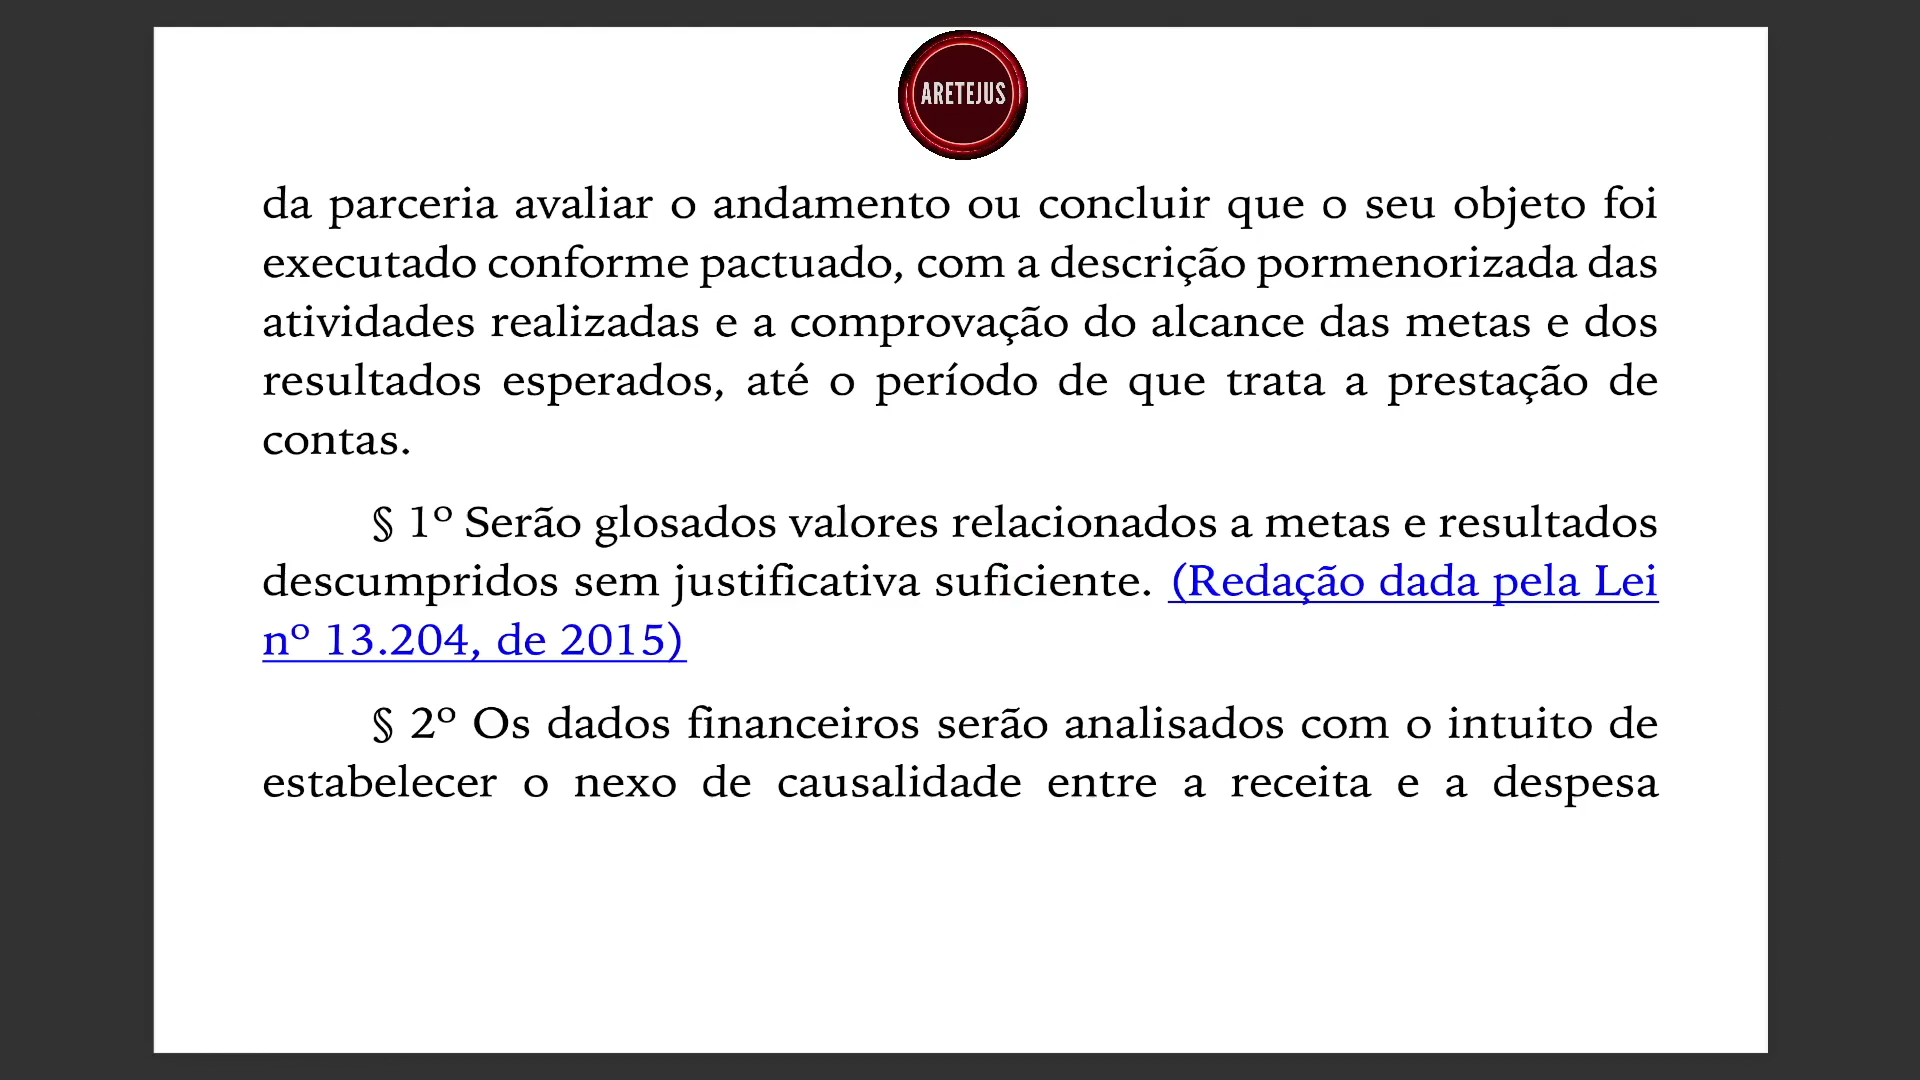 ARETEJUS
da parceria avaliar o andamento ou concluir que o seu objeto foi
executado conforme pactuado, com a descrição pormenorizada das
atividades realizadas e a comprovação do alcance das metas e dos
resultados esperados, até o período de que trata a prestação de
contas.
§ 1º Serão glosados valores relacionados a metas e resultados
descumpridos sem justificativa suficiente. (Redação dada pela Lei
nº 13.204, de 2015)
§ 2º Os dados financeiros serão analisados com o intuito de
estabelecer o nexo de causalidade entre a receita e a despesa